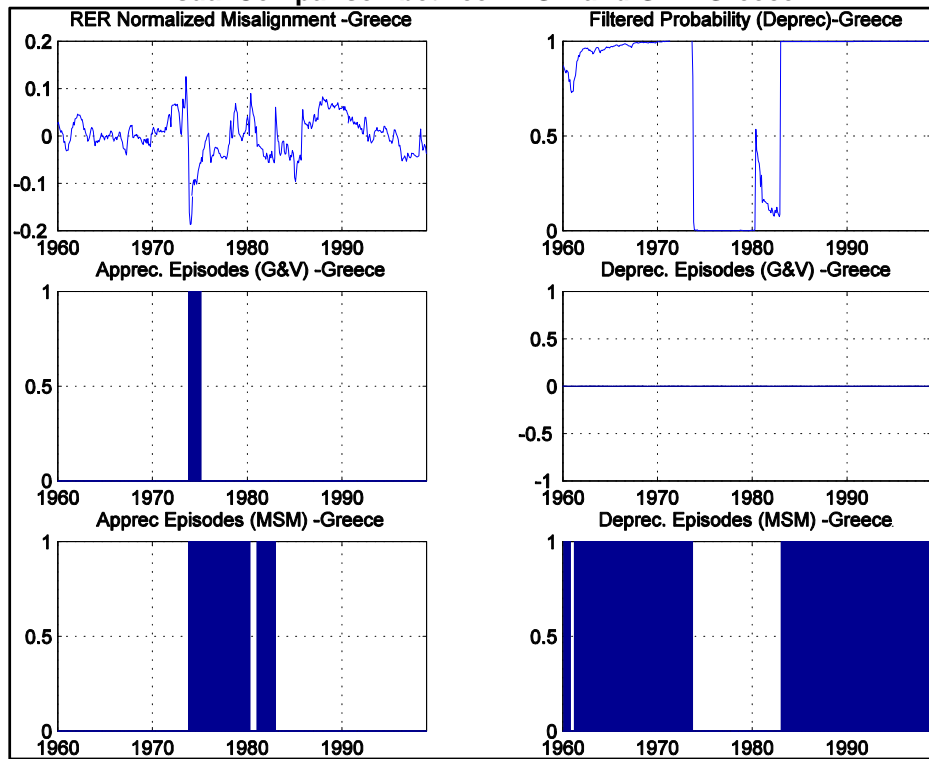 RER Normalized Misalignment -Greece
0.2
0.1
0
-0.1
-0.2
1960 1970 1980 1990
Filtered Probability (Deprec)-Greece
1
0.5
0
1960 1970 1980 1990
Apprec. Episodes (G&V) -Greece
1
0.5
0
1960 1970 1980 1990
Deprec. Episodes (G&V) -Greece
1
0.5
0
-0.5
-1
1960 1970 1980 1990
Apprec Episodes (MSM) -Greece
1
0.5
0
1960 1970 1980 1990
Deprec. Episodes (MSM) -Greece
1
0.5
0
1960 1970 1980 1990